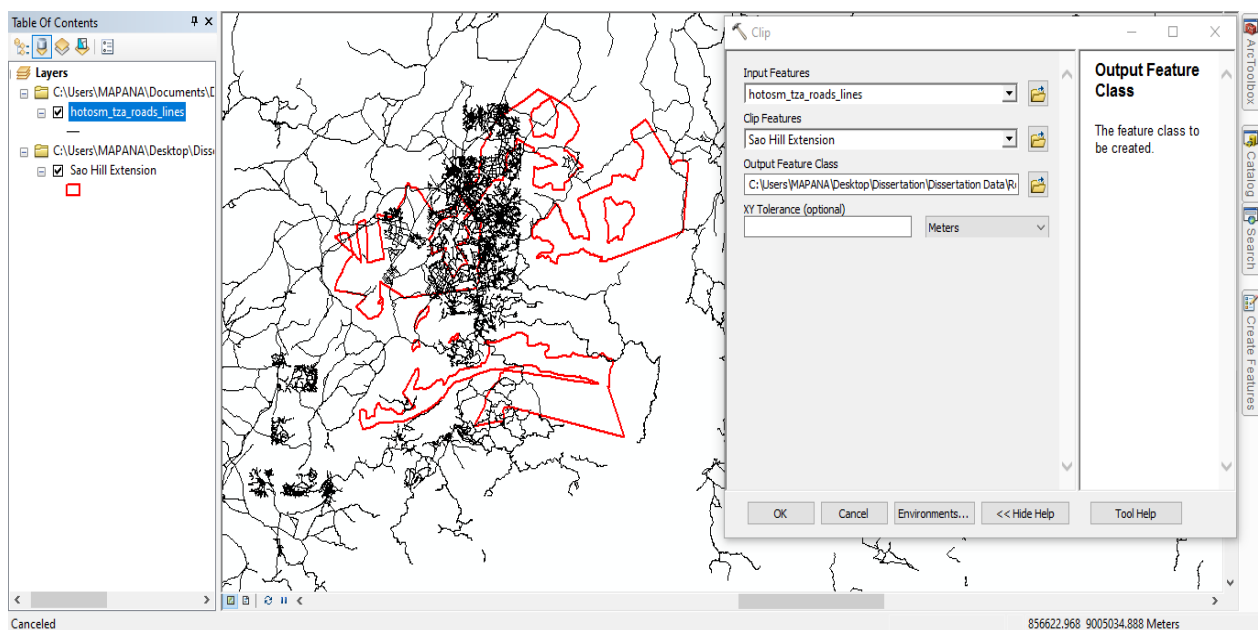 Table Of Contents
Layers
C:\Users\MAPANA\Documents\D
hotosm_tza_roads_lines
C:\Users\MAPANA\Desktop\Disse
Sao Hill Extension
Clip
Input Features
hotosm_tza_roads_lines
Clip Features
Sao Hill Extension
Output Feature Class
C:\Users\MAPANA\Desktop\Dissertation\Dissertation Data\R
XY Tolerance (optional)
Meters
OK
Cancel
Environments...
<< Hide Help
Tool Help
Output Feature
Class
The feature class to
be created.
ArcToolbox
Catalog
Search
Create Features
Canceled
856622.968 9005034.888 Meters